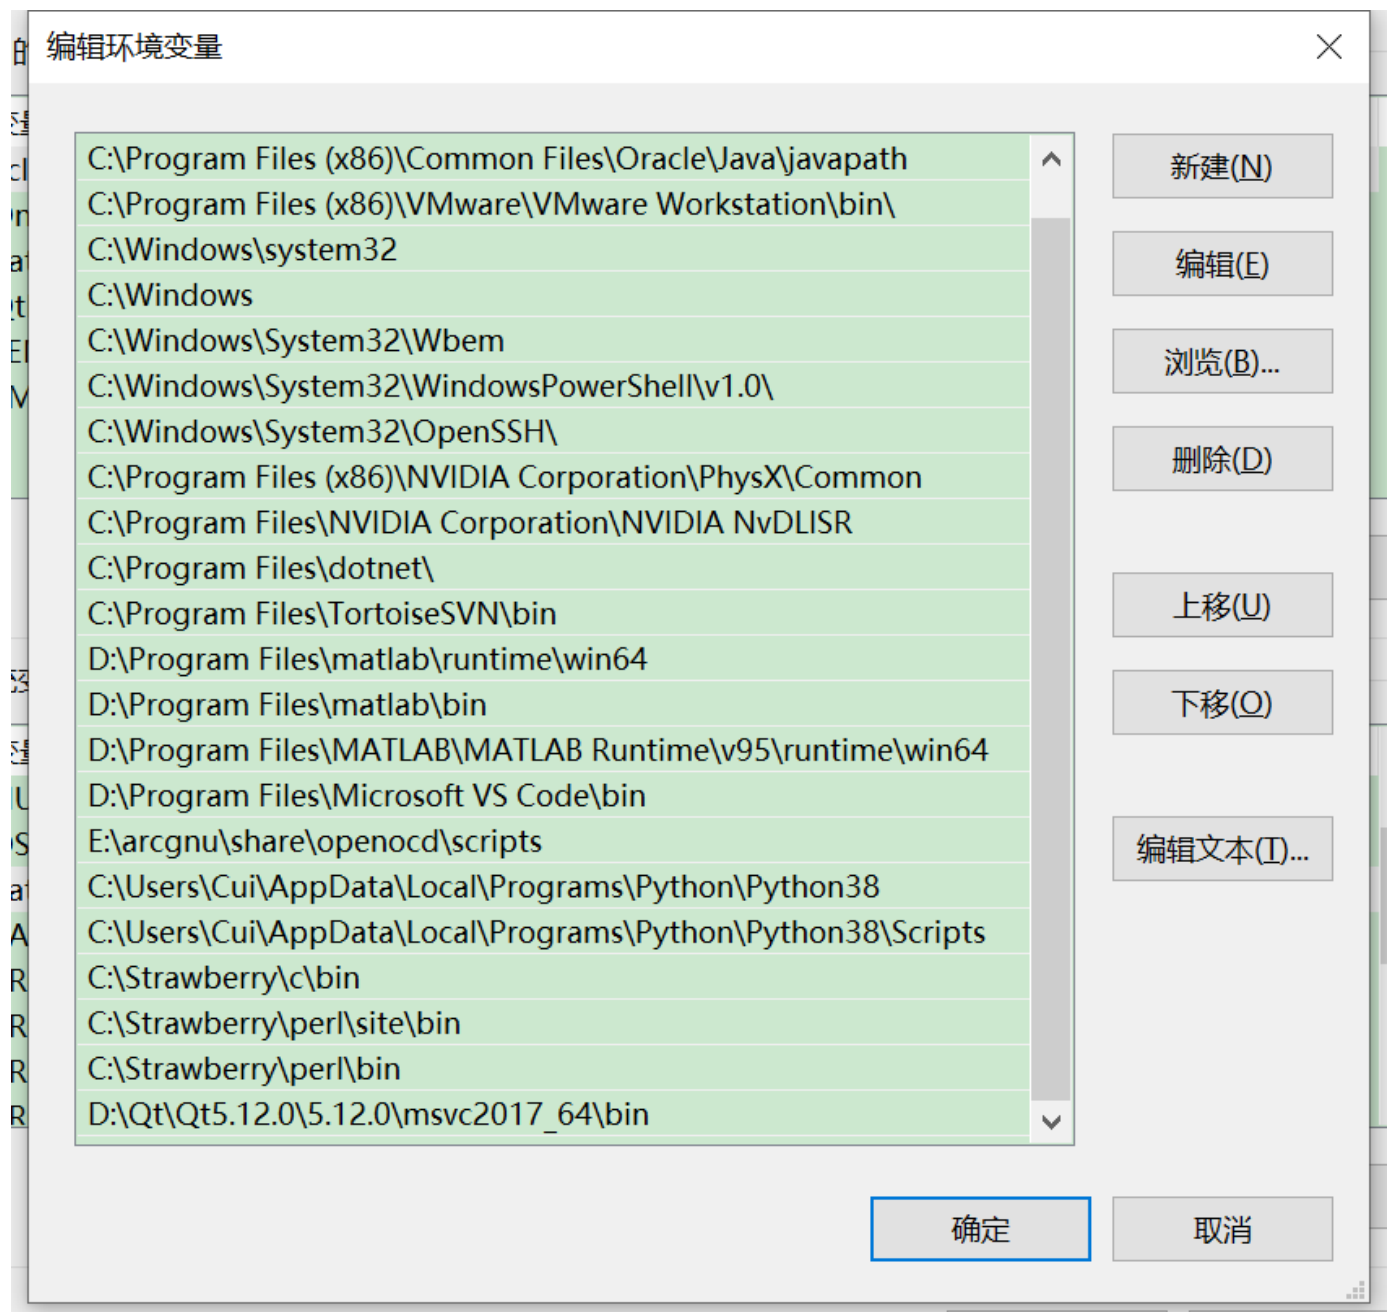 编辑环境变量
C:\Program Files (x86)\Common Files\Oracle\Java\javapath
C:\Program Files (x86)\VMware\VMware Workstation\bin\
C:\Windows\system32
C:\Windows
C:\Windows\System32\Wbem
C:\Windows\System32\WindowsPowerShell\v1.0\
C:\Windows\System32\OpenSSH\
C:\Program Files (x86)\NVIDIA Corporation\PhysX\Common
C:\Program Files\NVIDIA Corporation\NVIDIA NvDLISR
C:\Program Files\dotnet\
C:\Program Files\TortoiseSVN\bin
D:\Program Files\matlab\runtime\win64
D:\Program Files\matlab\bin
D:\Program Files\MATLAB\MATLAB Runtime\v95\runtime\win64
D:\Program Files\Microsoft VS Code\bin
E:\arcgnu\share\openocd\scripts
C:\Users\Cui\AppData\Local\Programs\Python\Python38
C:\Users\Cui\AppData\Local\Programs\Python\Python38\Scripts
C:\Strawberry\c\bin
C:\Strawberry\perl\site\bin
C:\Strawberry\perl\bin
D:\Qt\Qt5.12.0\5.12.0\msvc2017_64\bin
新建(N)
编辑(E)
浏览(B)...
删除(D)
上移(U)
下移(O)
编辑文本(T)...
确定
取消